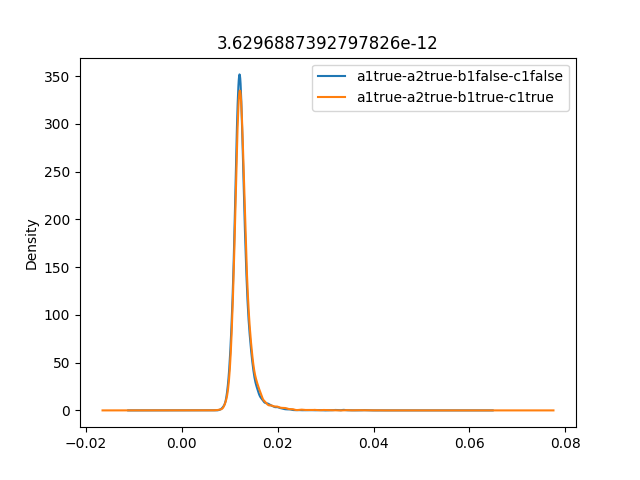 3.6296887392797826e-12
a1true-a2true-b1false-c1false
a1true-a2true-b1true-c1true
Density
350
300
250
200
150
100
50
0
−0.02 0.00 0.02 0.04 0.06 0.08